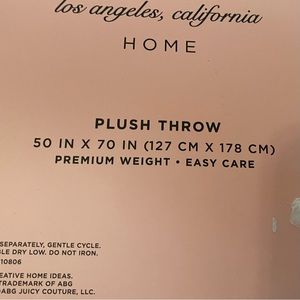 los angeles, california
HOME
PLUSH THROW
50 IN X 70 IN (127 CM X 178 CM)
PREMIUM WEIGHT • EASY CARE
SEPARATELY, GENTLE CYCLE.
DRY LOW. DO NOT IRON.
10806
HOME IDEAS.
TRADEMARK OF ABG
ABG JUICY COUTURE, LLC.